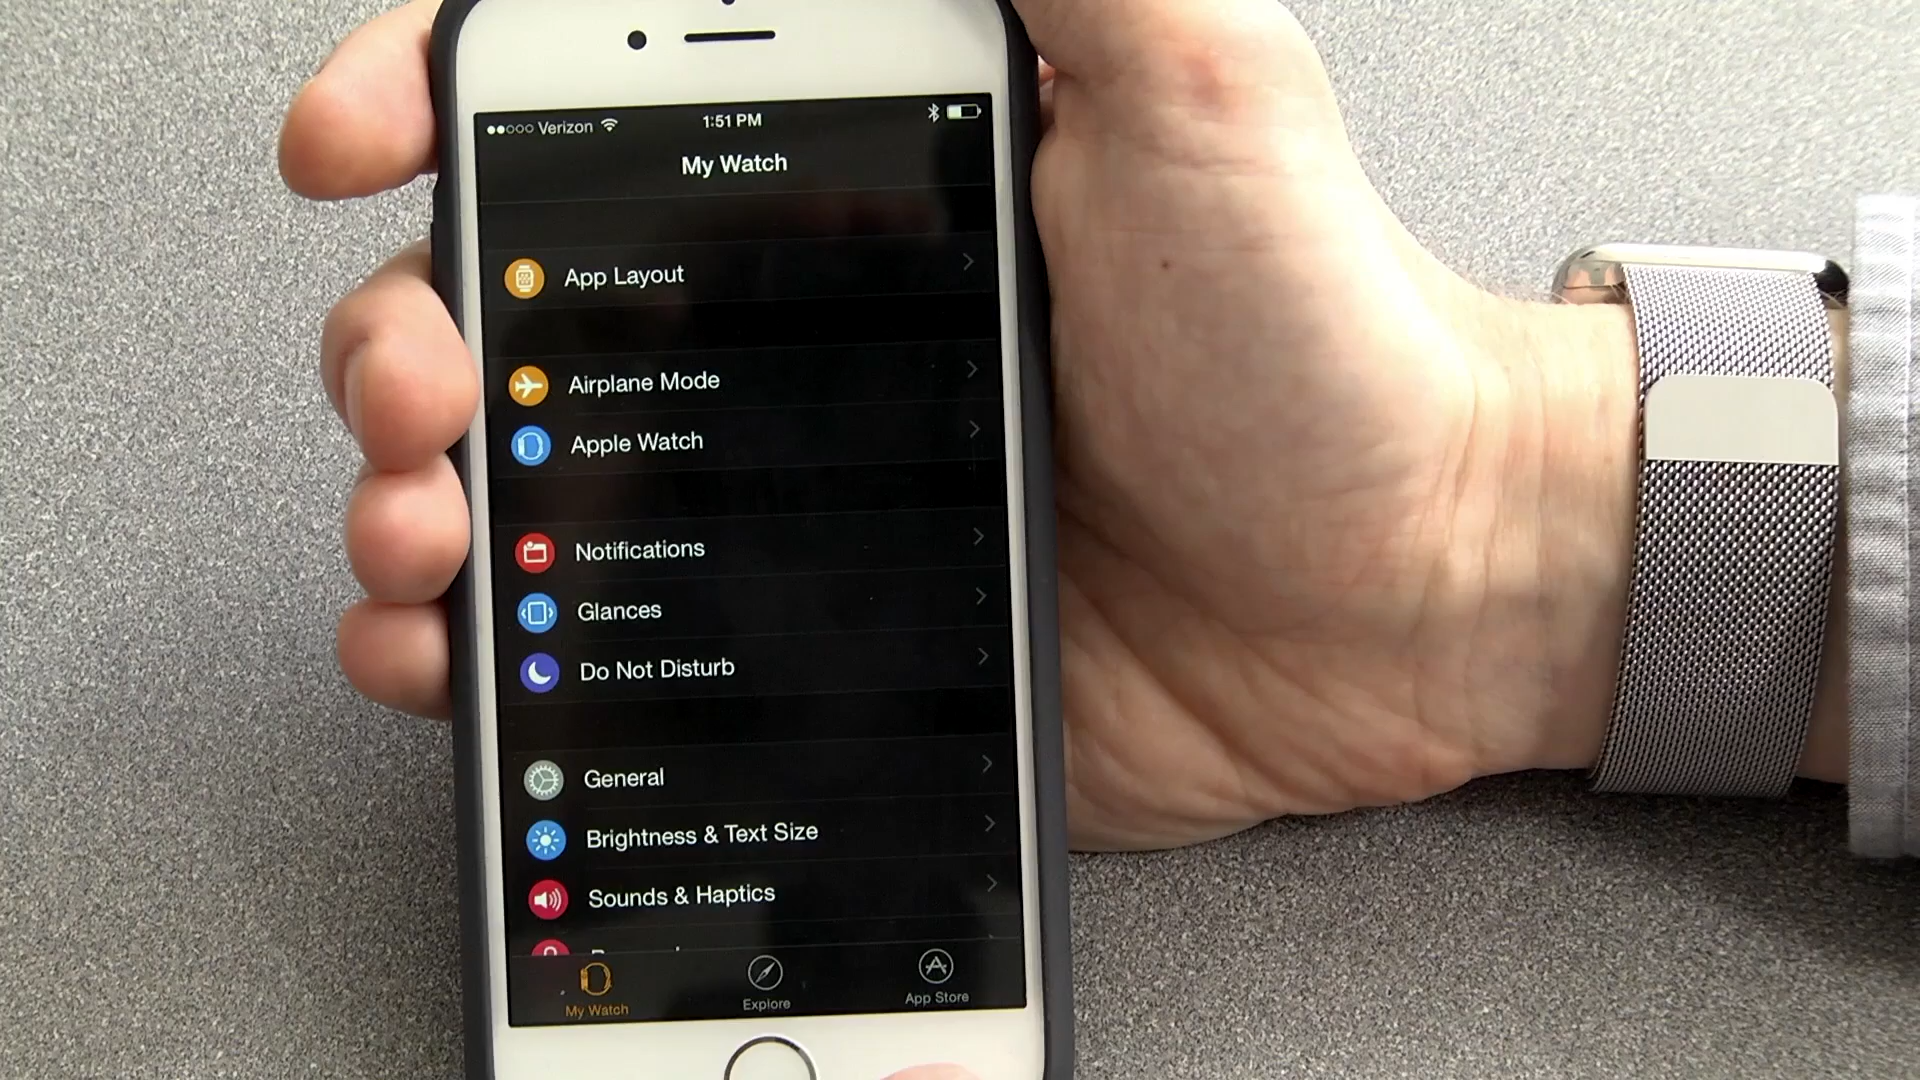 Verizon
1:51 PM
My Watch
App Layout
Airplane Mode
Apple Watch
Notifications
Glances
Do Not Disturb
General
Brightness & Text Size
Sounds & Haptics
My Watch
Explore
App Store